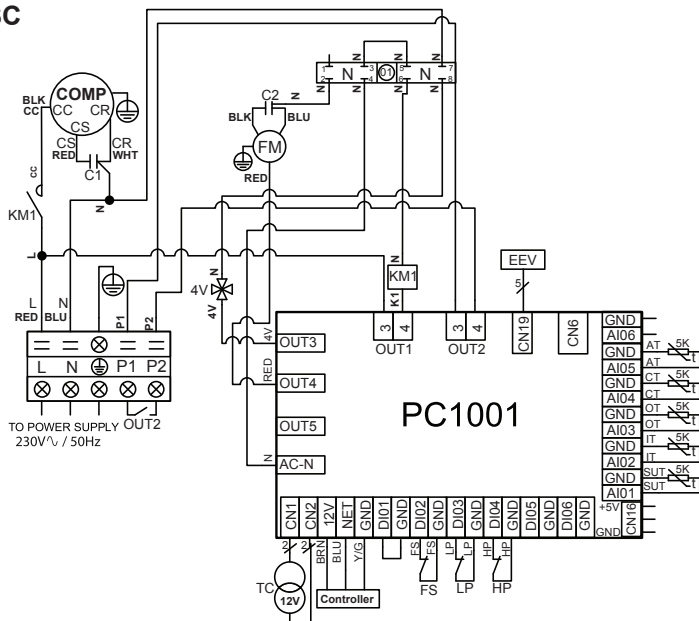 BC
COMP
CC
CR
CS
BLK
CC
CS
RED
CR
WHT
C1
CC
KM1
N
L
C2
N
BLK
BLU
FM
RED
N
N
N
N
1
2
3
4
N
01
5
6
N
7
8
N
N
N
N
N
4V
4V
N
KM1
K1
EEV
5
L
RED
N
BLU
P1
P2
L
N
P1
P2
TO POWER SUPPLY
230V∿ / 50Hz
OUT2
4V
OUT3
RED
OUT4
OUT5
N
AC-N
3
4
OUT1
3
4
OUT2
CN19
CN6
PC1001
GND
AI06
GND
AI05
GND
AI04
GND
AI03
GND
AI02
GND
AI01
AT
AT
5K
t
CT
CT
5K
t
OT
OT
5K
t
IT
IT
5K
t
SUT
SUT
5K
t
+5V
GND
CN16
CN1
CN2
12V
NET
GND
DI01
GND
DI02
GND
DI03
GND
DI04
GND
DI05
GND
DI06
GND
2
2
BRN
BLU
Y/G
FS
FS
LP
LP
HP
HP
TC
12V
Controller
FS
LP
HP